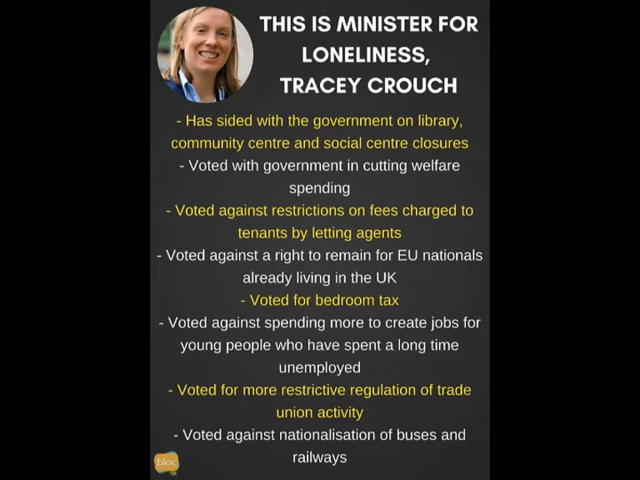 THIS IS MINISTER FOR
LONELINESS,
TRACEY CROUCH
- Has sided with the government on library,
community centre and social centre closures
- Voted with government in cutting welfare
spending
- Voted against restrictions on fees charged to
tenants by letting agents
- Voted against a right to remain for EU nationals
already living in the UK
- Voted for bedroom tax
- Voted against spending more to create jobs for
young people who have spent a long time
unemployed
- Voted for more restrictive regulation of trade
union activity
- Voted against nationalisation of buses and
railways
bloc